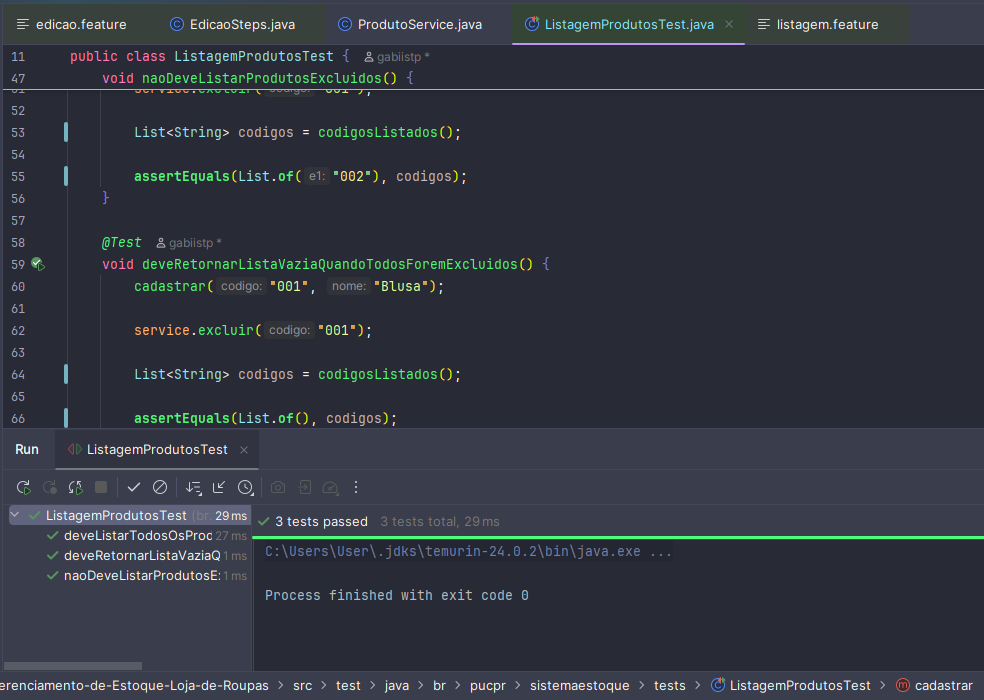 edicao.feature EdicaoSteps.java ProdutoService.java ListagemProdutosTest.java listagem.feature
11 public class ListagemProdutosTest { gabiistp *
47 void naoDeveListarProdutosExcluidos() {
52
53 List<String> codigos = codigosListados();
54
55 assertEquals(List.of( e1: "002"), codigos);
56 }
57
58 @Test gabiistp *
59 void deveRetornarListaVaziaQuandoTodosForemExcluidos() {
60 cadastrar( codigo: "001", nome: "Blusa");
61
62 service.excluir( codigo: "001");
63
64 List<String> codigos = codigosListados();
65
66 assertEquals(List.of(), codigos);
Run ListagemProdutosTest
ListagemProdutosTest (br. 29 ms
deveListarTodosOsProd 27 ms
deveRetornarListaVaziaQ 1 ms
naoDeveListarProdutosE 1 ms
3 tests passed 3 tests total, 29 ms
C:\Users\User\.jdks\temurin-24.0.2\bin\java.exe ...
Process finished with exit code 0
erenciamento-de-Estoque-Loja-de-Roupas > src > test > java > br > pucpr > sistemaestoque > tests > ListagemProdutosTest > cadastrar